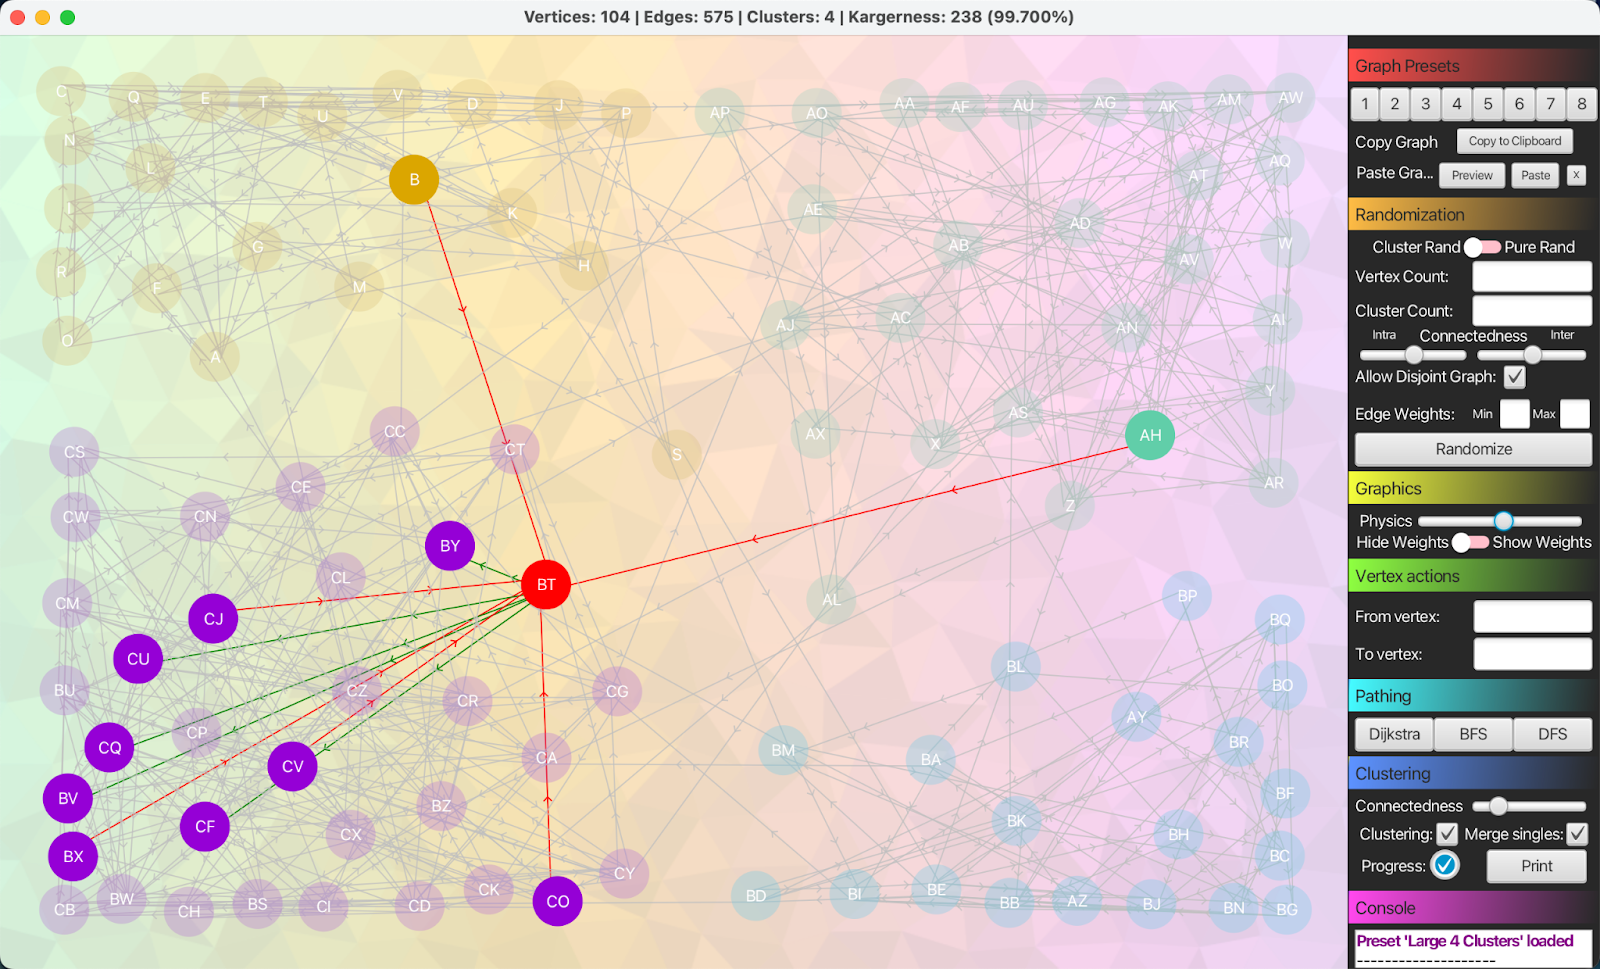 Vertices: 104 | Edges: 575 | Clusters: 4 | Kargerness: 238 (99.700%)
C Q E T U V D J P AP AO AA AF AU AG AK AM AW
N L B K AE AB AD AT AQ
I G H AV W
R F M AJ AC AN AI
O A Y
CS CC CT S AX X AS AH
CW CN CE BY Z AR
CM CL BT AL BP
CJ BQ
CU BL
BU CZ CR CG BO
CQ CP CV CA BM BA AY BR
BV CF CX BZ BK BH BF
BX BC
CB BW CH BS CI CD CK CO CY BD BI BE BB AZ BJ BN BG
Graph Presets
1 2 3 4 5 6 7 8
Copy Graph Copy to Clipboard
Paste Gra... Preview Paste x
Randomization
Cluster Rand Pure Rand
Vertex Count:
Cluster Count:
Intra Connectedness Inter
Allow Disjoint Graph:
Edge Weights: Min Max
Randomize
Graphics
Physics
Hide Weights Show Weights
Vertex actions
From vertex:
To vertex:
Pathing
Dijkstra BFS DFS
Clustering
Connectedness
Clustering: Merge singles:
Progress: Print
Console
Preset 'Large 4 Clusters' loaded
--------------------